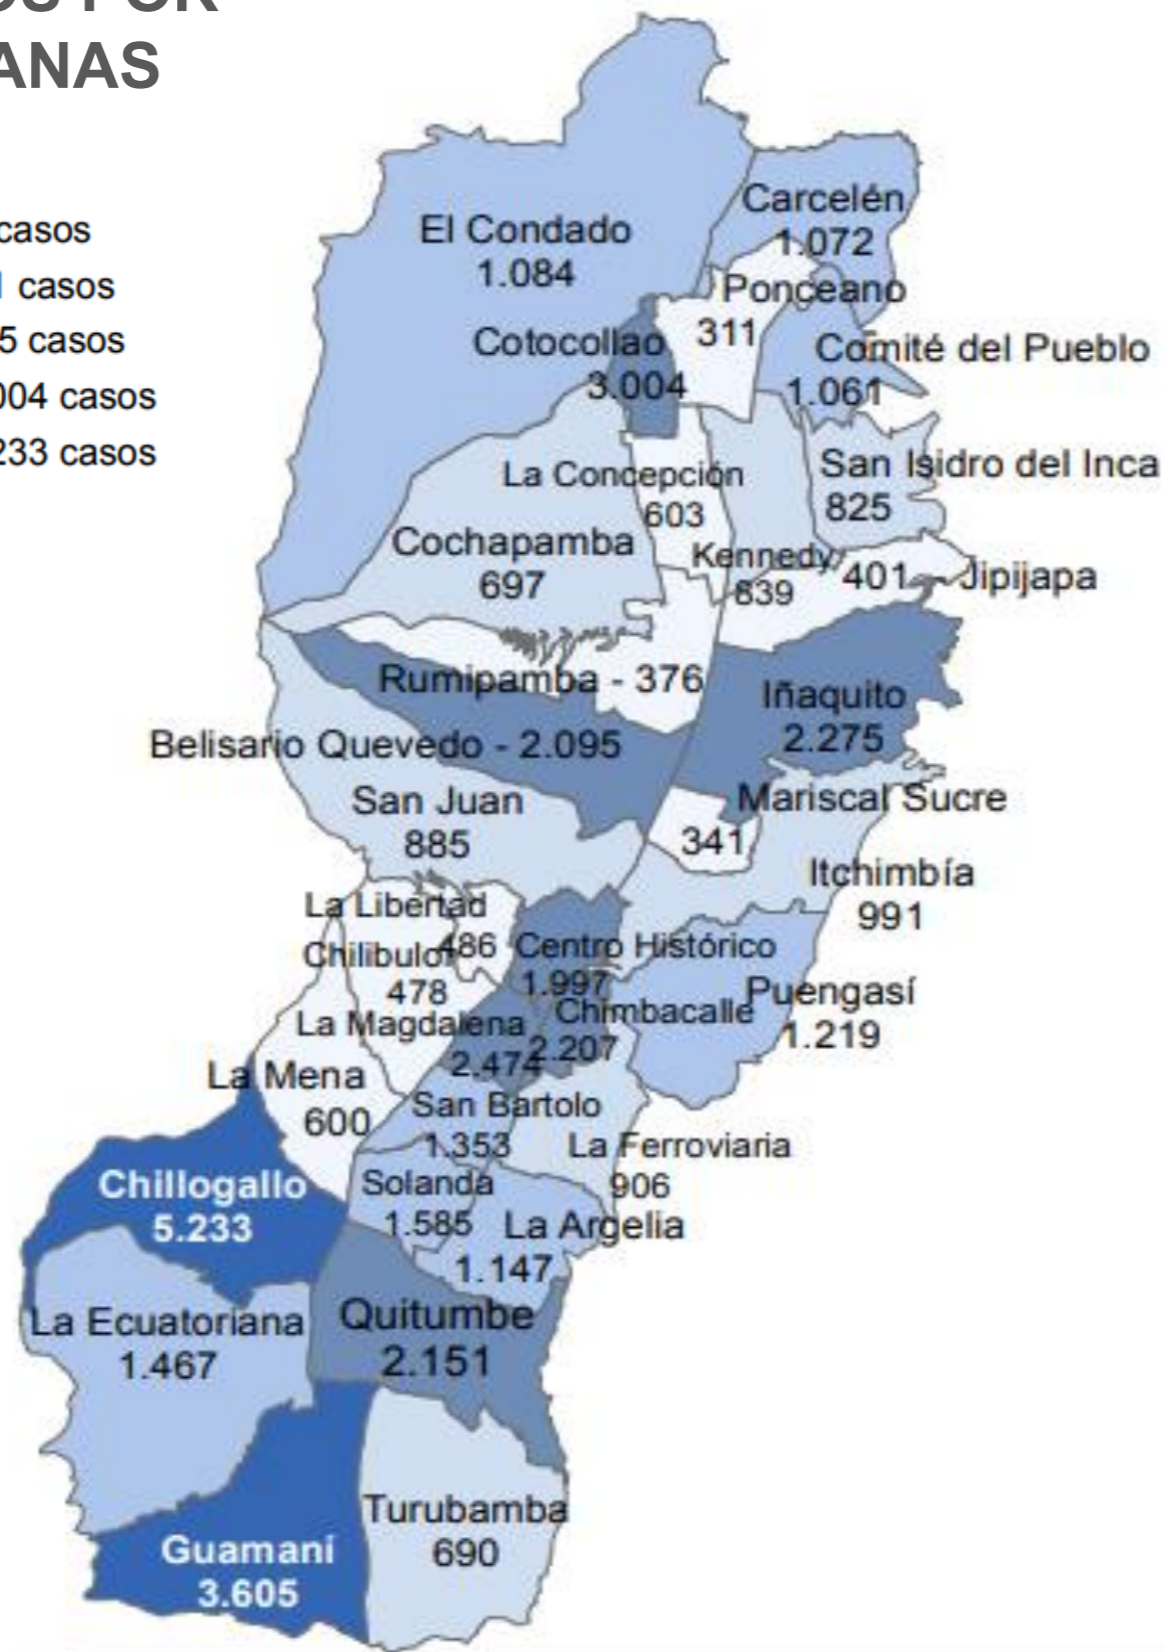 ANAS
casos
1 casos
5 casos
004 casos
233 casos
El Condado
1.084
Carcelén
1.072
Ponceano
311
Cotocollao
3.004
Comité del Pueblo
1.061
La Concepción
603
San Isidro del Inca
825
Cochapamba
697
Kennedy
839
401
Jipijapa
Rumipamba - 376
Iñaquito
2.275
Belisario Quevedo - 2.095
San Juan
885
Mariscal Sucre
341
Itchimbía
991
La Libertad
486
Chilibulo
478
Centro Histórico
1.997
Chimbacalle
2.207
Puengasí
1.219
La Magdalena
2.474
La Mena
600
San Bartolo
1.353
La Ferroviaria
906
Chillogallo
5.233
Solanda
1.585
La Argelia
1.147
La Ecuatoriana
1.467
Quitumbe
2.151
Turubamba
690
Guamaní
3.605